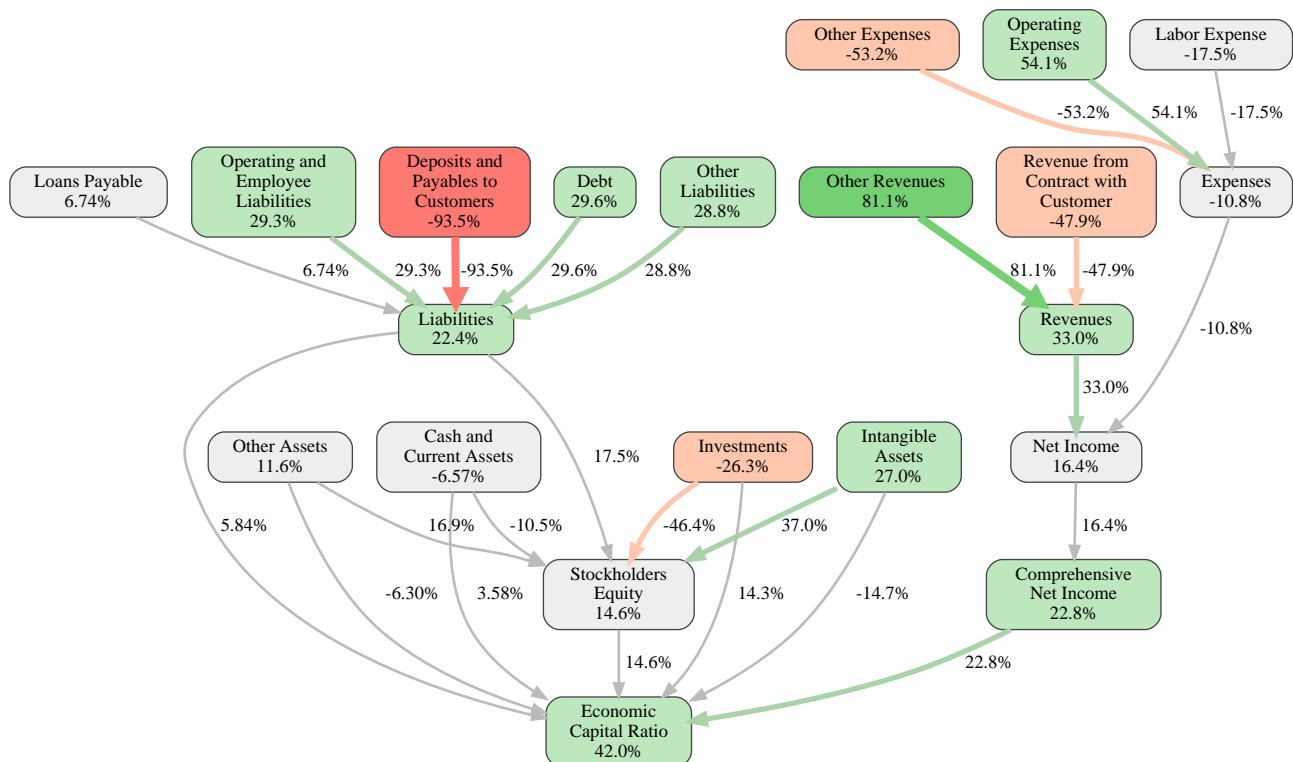 Other Expenses
-53.2%
Operating
Expenses
54.1%
Labor Expense
-17.5%
-53.2%
54.1%
-17.5%
Loans Payable
6.74%
Operating and
Employee
Liabilities
29.3%
Deposits and
Payables to
Customers
-93.5%
Debt
29.6%
Other
Liabilities
28.8%
Other Revenues
81.1%
Revenue from
Contract with
Customer
-47.9%
Expenses
-10.8%
6.74%
29.3%
-93.5%
29.6%
28.8%
81.1%
-47.9%
Liabilities
22.4%
Revenues
33.0%
-10.8%
33.0%
Other Assets
11.6%
Cash and
Current Assets
-6.57%
17.5%
Investments
-26.3%
Intangible
Assets
27.0%
Net Income
16.4%
5.84%
16.9%
-10.5%
-46.4%
37.0%
16.4%
Stockholders
Equity
14.6%
Comprehensive
Net Income
22.8%
-6.30%
3.58%
14.3%
-14.7%
14.6%
22.8%
Economic
Capital Ratio
42.0%